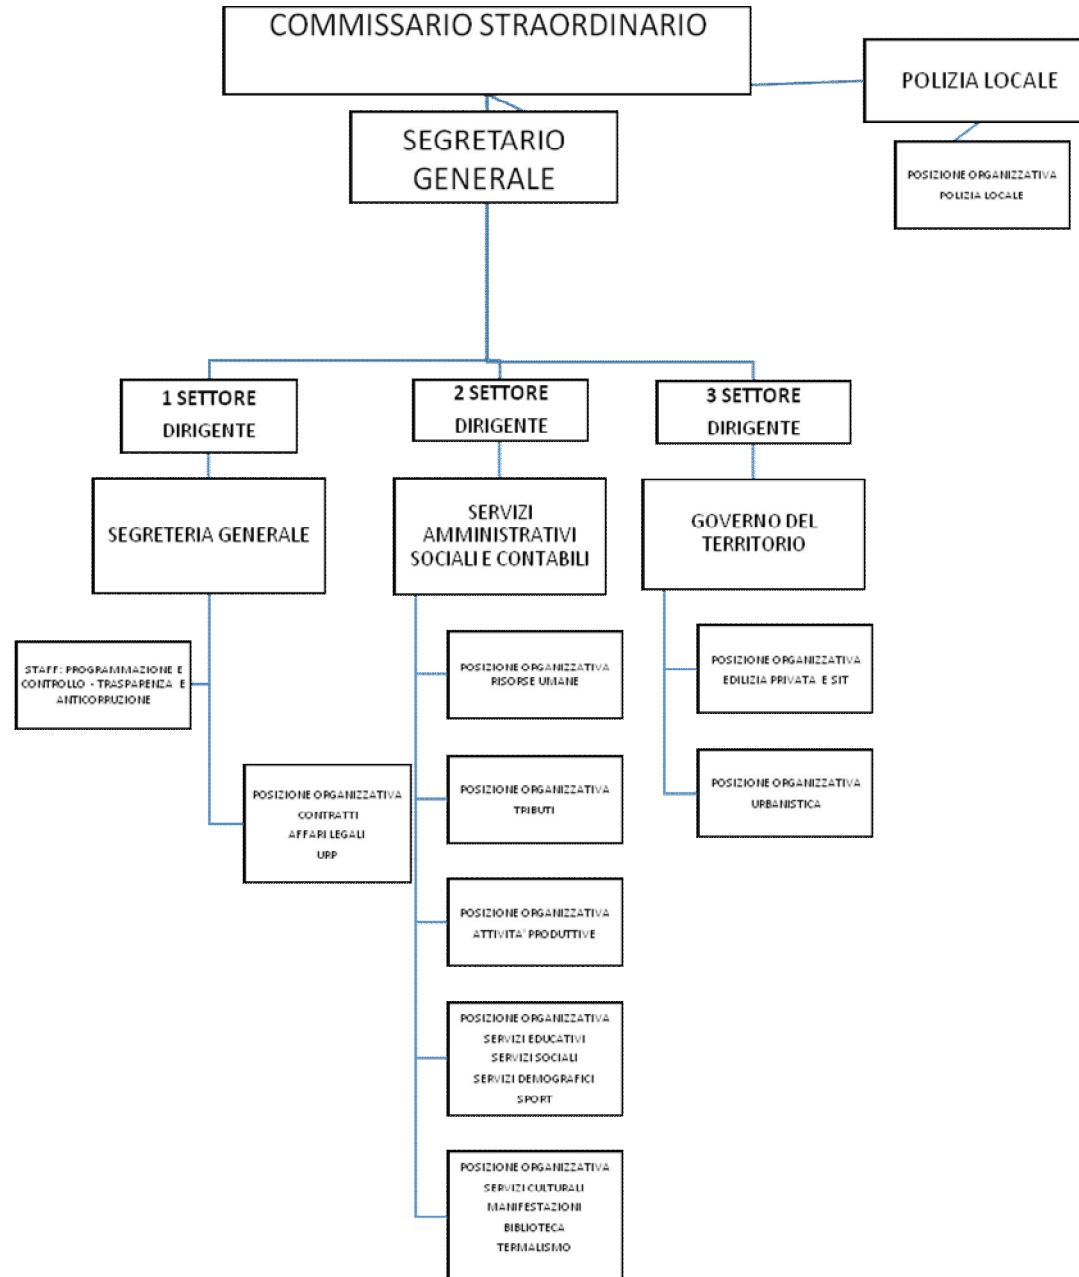 COMMISSARIO STRAORDINARIO
POLIZIA LOCALE
SEGRETARIO
GENERALE
POSIZIONE ORGANIZZATIVA
POLIZIA LOCALE
1 SETTORE
DIRIGENTE
2 SETTORE
DIRIGENTE
3 SETTORE
DIRIGENTE
SEGRETERIA GENERALE
SERVIZI
AMMINISTRATIVI
SOCIALI E CONTABILI
GOVERNO DEL
TERRITORIO
STAFF: PROGRAMMAZIONE E
CONTROLLO - TRASPARENZA E
ANTICORRUZIONE
POSIZIONE ORGANIZZATIVA
CONTRATTI
AFFARI LEGALI
URP
POSIZIONE ORGANIZZATIVA
RISORSE UMANE
POSIZIONE ORGANIZZATIVA
TRIBUTI
POSIZIONE ORGANIZZATIVA
ATTIVITA' PRODUTTIVE
POSIZIONE ORGANIZZATIVA
SERVIZI EDUCATIVI
SERVIZI SOCIALI
SERVIZI DEMOGRAFICI
SPORT
POSIZIONE ORGANIZZATIVA
SERVIZI CULTURALI
MANIFESTAZIONI
BIBLIOTECA
TERMALISMO
POSIZIONE ORGANIZZATIVA
EDILIZIA PRIVATA E SIT
POSIZIONE ORGANIZZATIVA
URBANISTICA